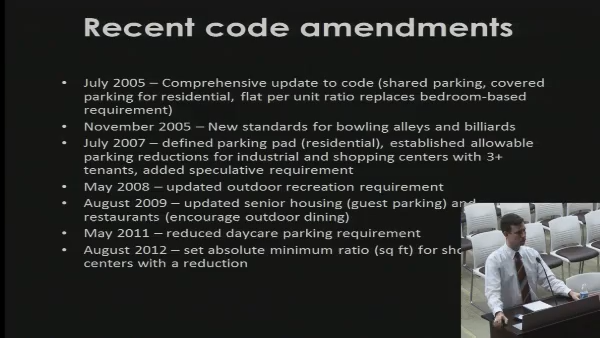 Recent code amendments
• July 2005 – Comprehensive update to code (shared parking, covered
parking for residential, flat per unit ratio replaces bedroom-based
requirement)
• November 2005 – New standards for bowling alleys and billiards
• July 2007 – defined parking pad (residential), established allowable
parking reductions for industrial and shopping centers with 3+
tenants, added speculative requirement
• May 2008 – updated outdoor recreation requirement
• August 2009 – updated senior housing (guest parking) and
restaurants (encourage outdoor dining)
• May 2011 – reduced daycare parking requirement
• August 2012 – set absolute minimum ratio (sq ft) for
centers with a reduction